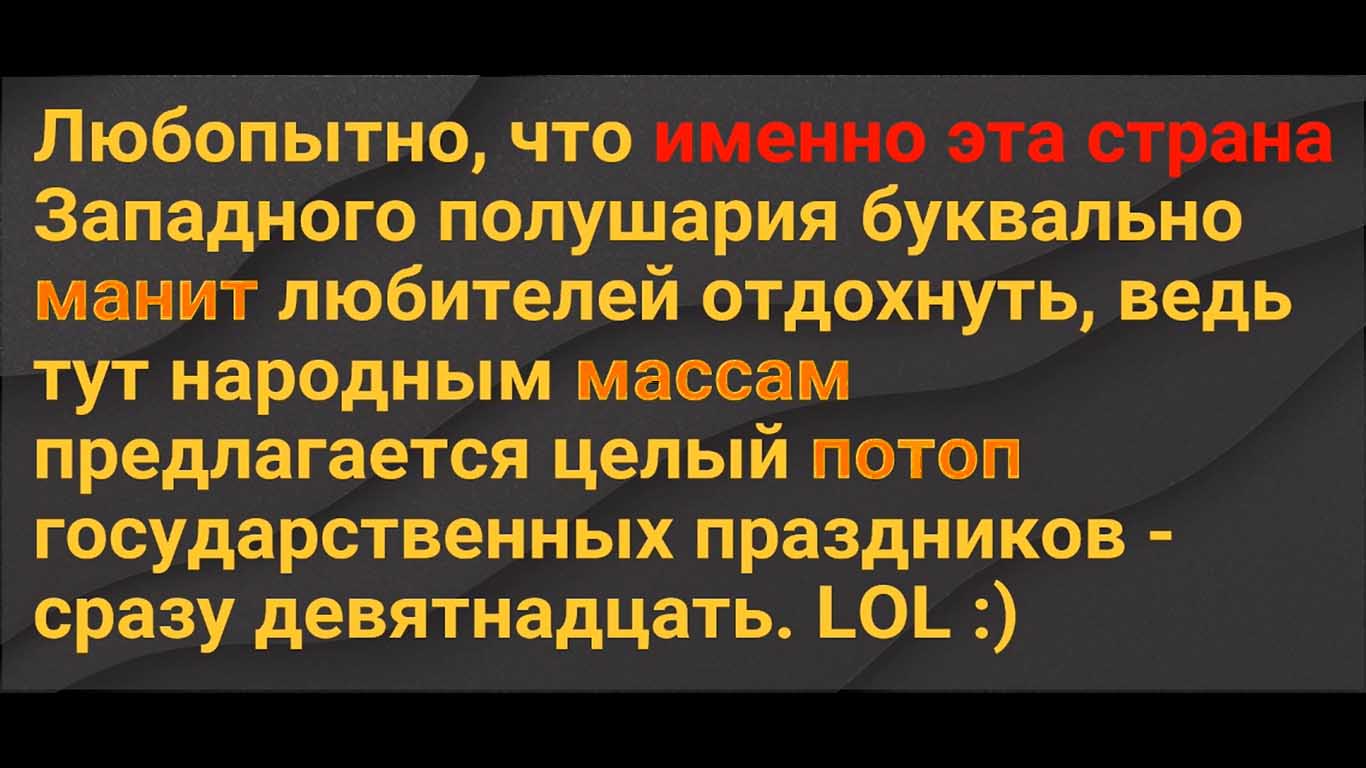 Любопытно, что именно эта страна
Западного полушария буквально
манит любителей отдохнуть, ведь
тут народным массам
предлагается целый потоп
государственных праздников -
сразу девятнадцать. LOL :)